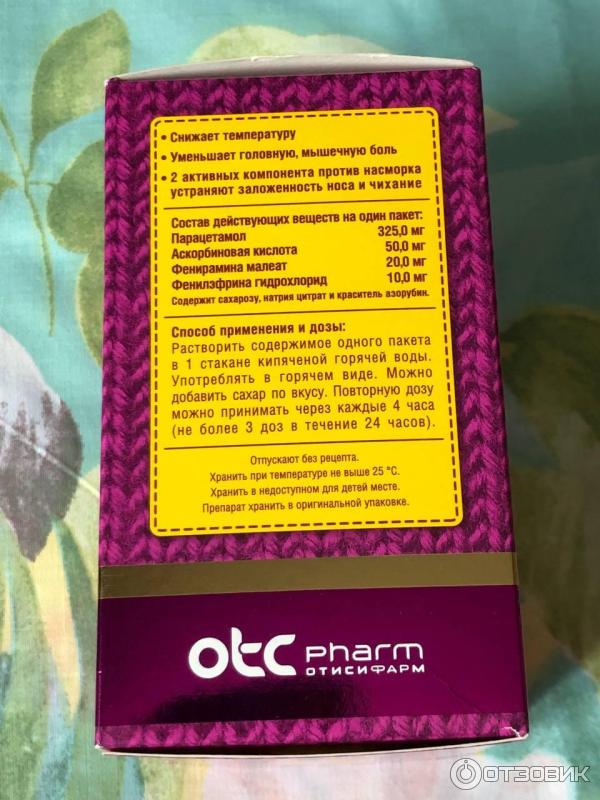 • Снижает температуру
• Уменьшает головную, мышечную боль
• 2 активных компонента против насморка
устраняют заложенность носа и чихание
Состав действующих веществ на один пакет:
Парацетамол 325,0 мг
Аскорбиновая кислота 50,0 мг
Фенирамина малеат 20,0 мг
Фенилэфрина гидрохлорид 10,0 мг
Содержит сахарозу, натрия цитрат и краситель азорубин.
Способ применения и дозы:
Растворить содержимое одного пакета
в 1 стакане кипяченой горячей воды.
Употреблять в горячем виде. Можно
добавить сахар по вкусу. Повторную дозу
можно принимать через каждые 4 часа
(не более 3 доз в течение 24 часов).
Отпускают без рецепта.
Хранить при температуре не выше 25 °С.
Хранить в недоступном для детей месте.
Препарат хранить в оригинальной упаковке.
otc pharm
ОТИСИФАРМ
ОТЗОВИК